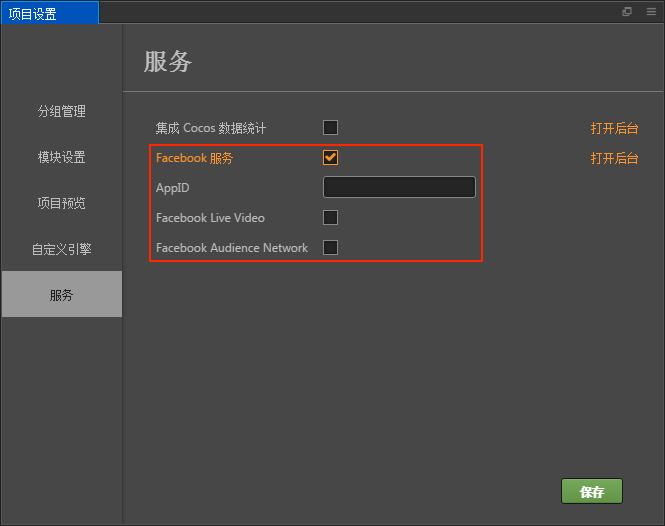 项目设置
服务
分组管理
模块设置
项目预览
自定义引擎
服务
集成 Cocos 数据统计 打开后台
Facebook 服务 打开后台
AppID
Facebook Live Video
Facebook Audience Network
保存